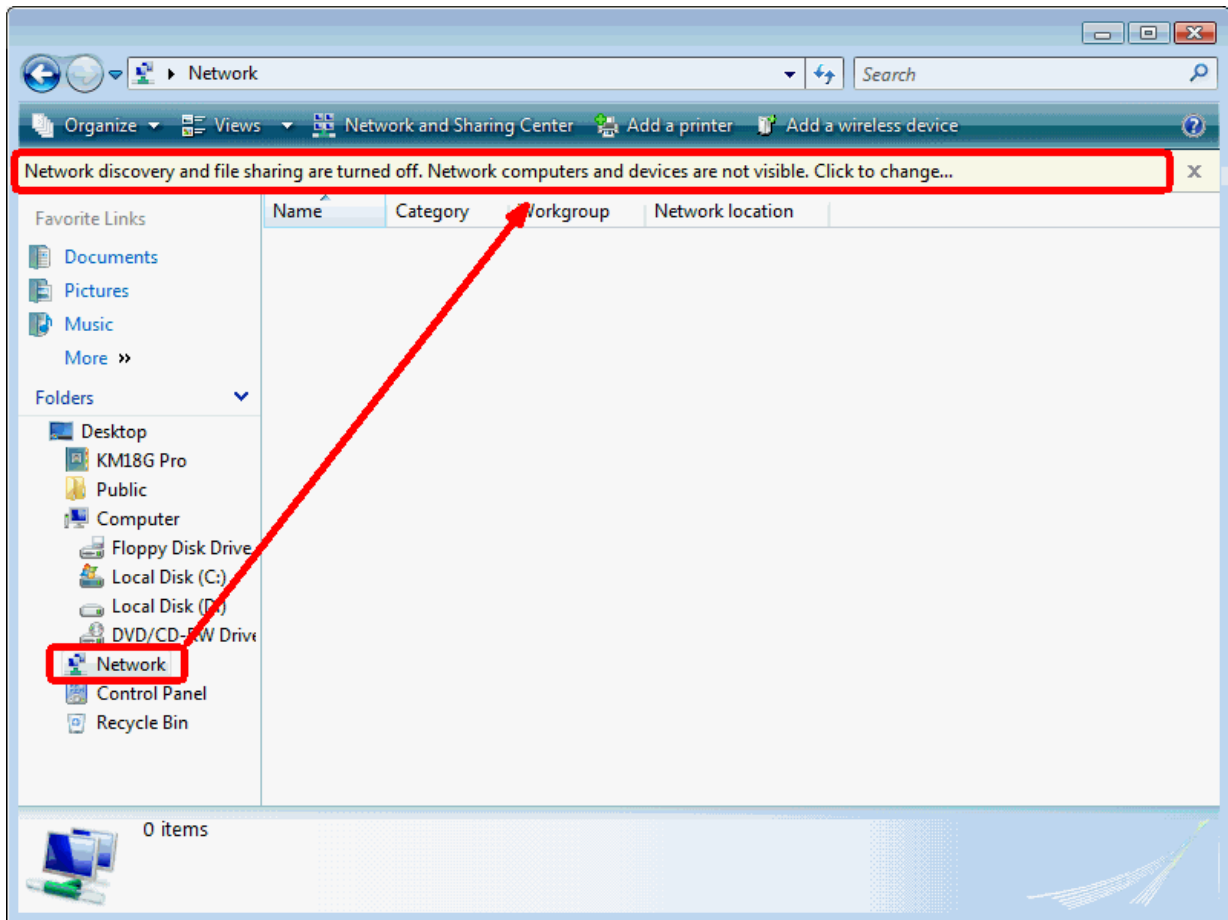 Network
Search
Organize Views Network and Sharing Center Add a printer Add a wireless device
Network discovery and file sharing are turned off. Network computers and devices are not visible. Click to change...
Favorite Links
Name Category Workgroup Network location
Documents
Pictures
Music
More »
Folders
Desktop
KM18G Pro
Public
Computer
Floppy Disk Drive
Local Disk (C:)
Local Disk (D:)
DVD/CD-RW Drive
Network
Control Panel
Recycle Bin
0 items